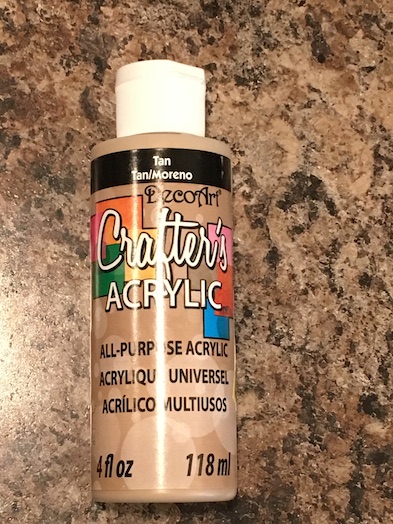 Tan
Tan/Moreno
DecoArt
Crafter's
ACRYLIC
ALL-PURPOSE ACRYLIC
ACRYLIQUE UNIVERSEL
ACRÍLICO MULTIUSOS
4 fl oz 118 ml